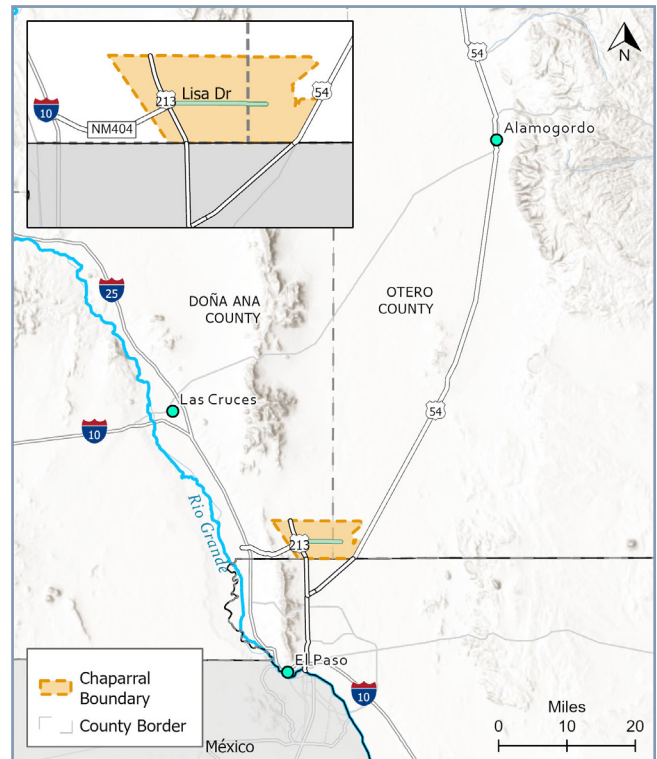 54
N
Lisa Dr
213
54
10
NM404
Alamogordo
25
DOÑA ANA
COUNTY
OTERO
COUNTY
Las Cruces
54
10
Rio Grande
213
El Paso
10
Chaparral
Boundary
County Border
México
Miles
0 10 20